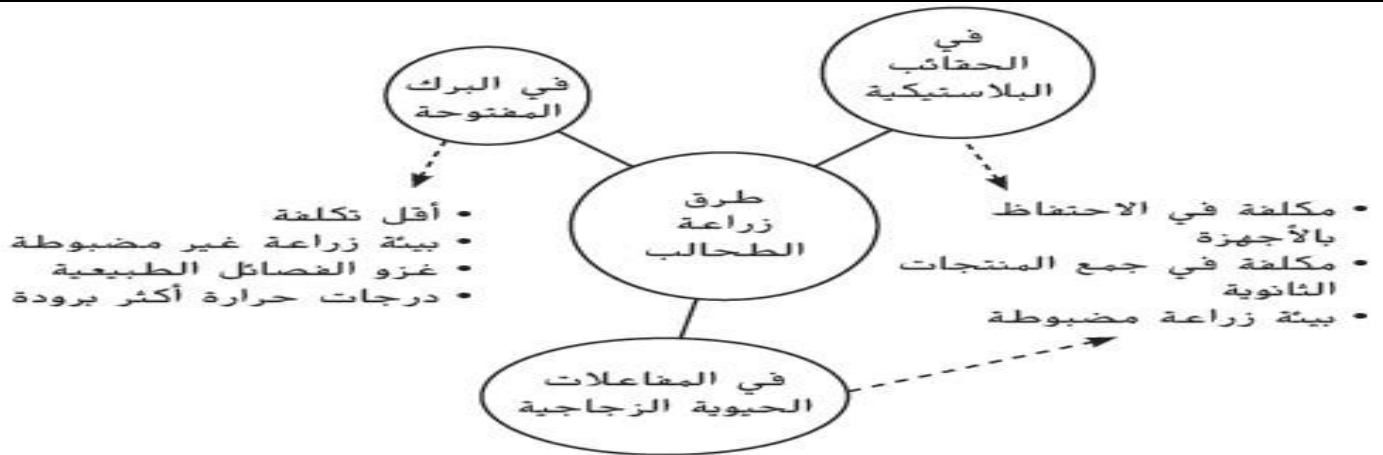 في
الحقائب
البلاستيكية
في البرك
المفتوحة
طرق
زراعة
الطحالب
• مكلفة في الاحتفاظ
بالأجهزة
• مكلفة في جمع المنتجات
الثانوية
• بيئة زراعة مضبوطة
• أقل تكلفة
• بيئة زراعة غير مضبوطة
• غزو الفصائل الطبيعية
• درجات حرارة أكثر برودة
في المفاعلات
الحيوية الزجاجية